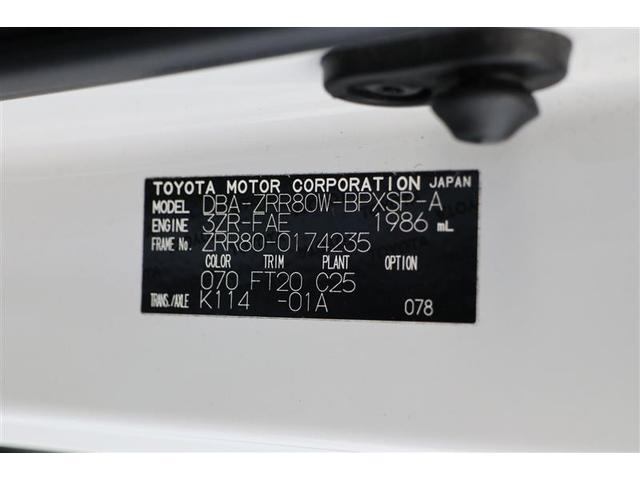 TOYOTA MOTOR CORPORATION JAPAN
MODEL DBA-ZRR80W-BPXSP-A
ENGINE 3ZR-FAE 1986 mL
FRAME No. ZRR80-0174235
COLOR TRIM PLANT OPTION
070 FT20 C25
TRANS./AXLE K114 -01A 078